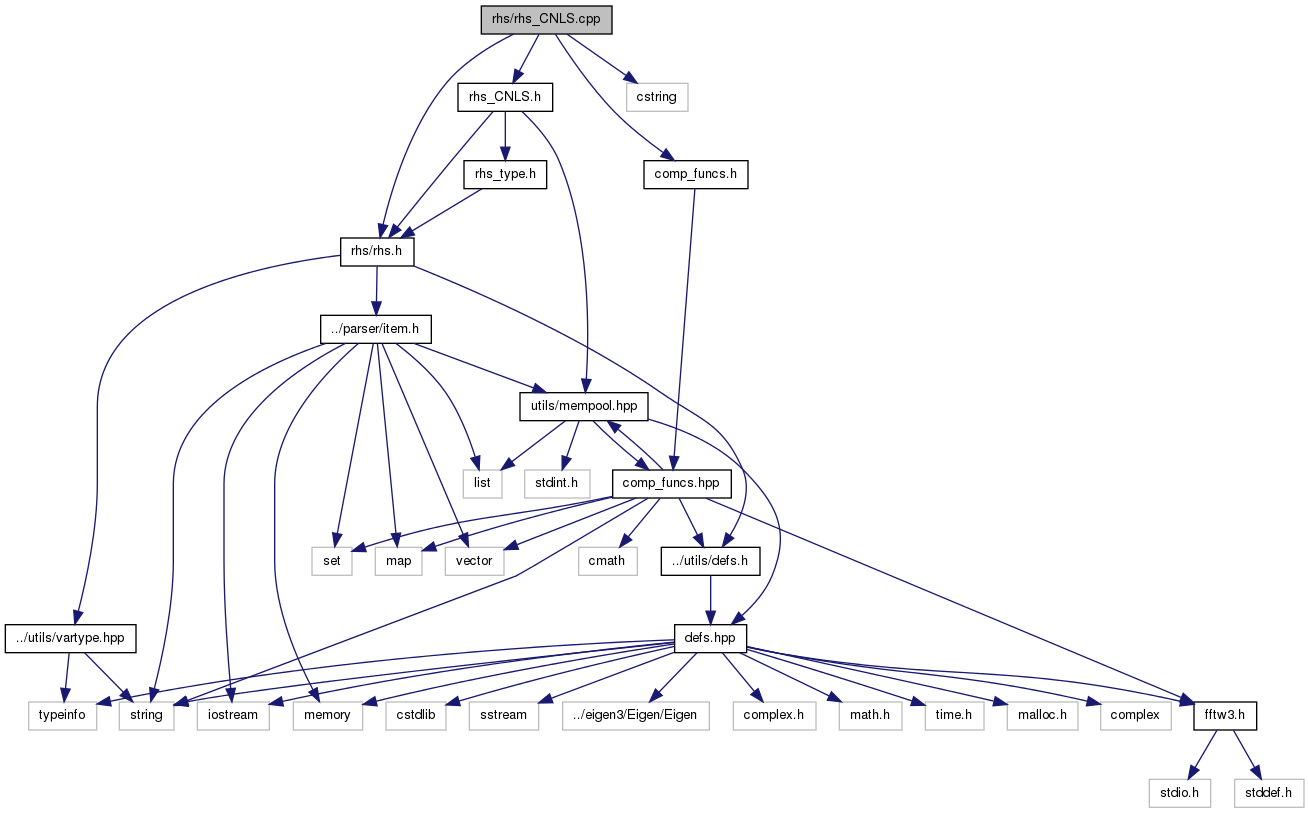 rhs/rhs_CNLS.cpp
rhs_CNLS.h
cstring
rhs_type.h
comp_funcs.h
rhs/rhs.h
../parser/item.h
utils/mempool.hpp
list
stdint.h
comp_funcs.hpp
set
map
vector
cmath
../utils/defs.h
../utils/vartype.hpp
defs.hpp
typeinfo
string
iostream
memory
cstdlib
sstream
../eigen3/Eigen/Eigen
complex.h
math.h
time.h
malloc.h
complex
fftw3.h
stdio.h
stddef.h